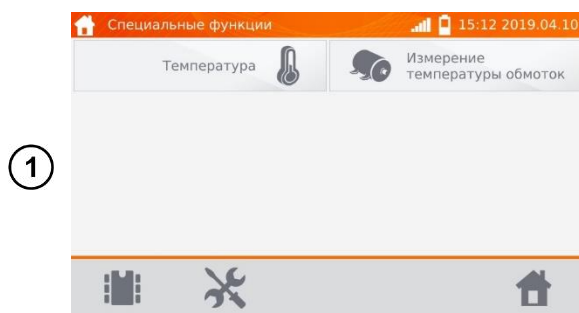 Специальные функции
15:12 2019.04.10
Температура
Измерение
температуры обмоток
1